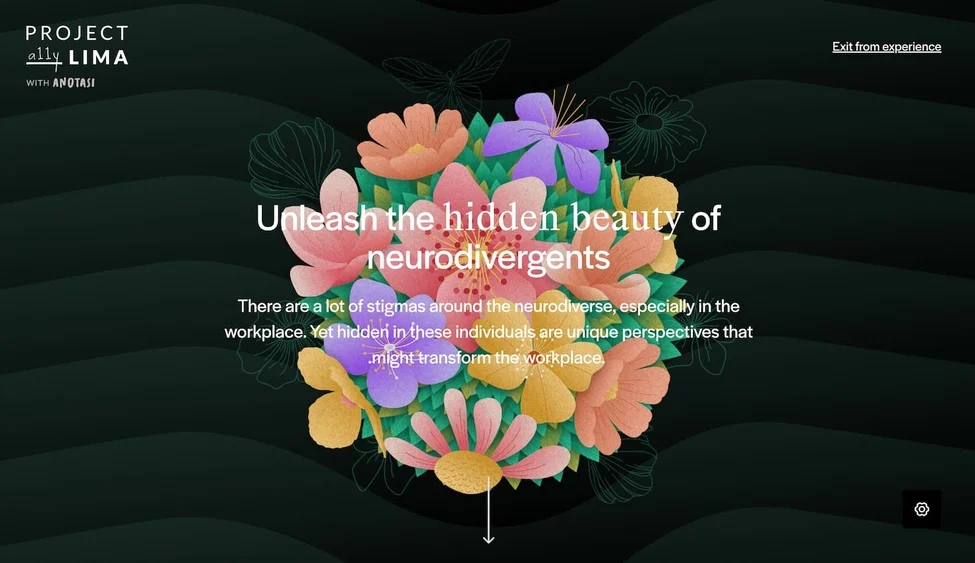 PROJECT
a11y LIMA
WITH ANOTASI
Exit from experience
Unleash the hidden beauty of
neurodivergents
There are a lot of stigmas around the neurodiverse, especially in the
workplace. Yet hidden in these individuals are unique perspectives that
might transform the workplace.